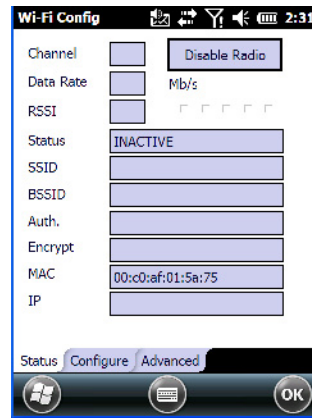 Wi-Fi Config 2:31
Channel Disable Radio
Data Rate Mb/s
RSSI
Status INACTIVE
SSID
BSSID
Auth.
Encrypt
MAC 00:c0:af:01:5a:75
IP
Status Configure Advanced
OK